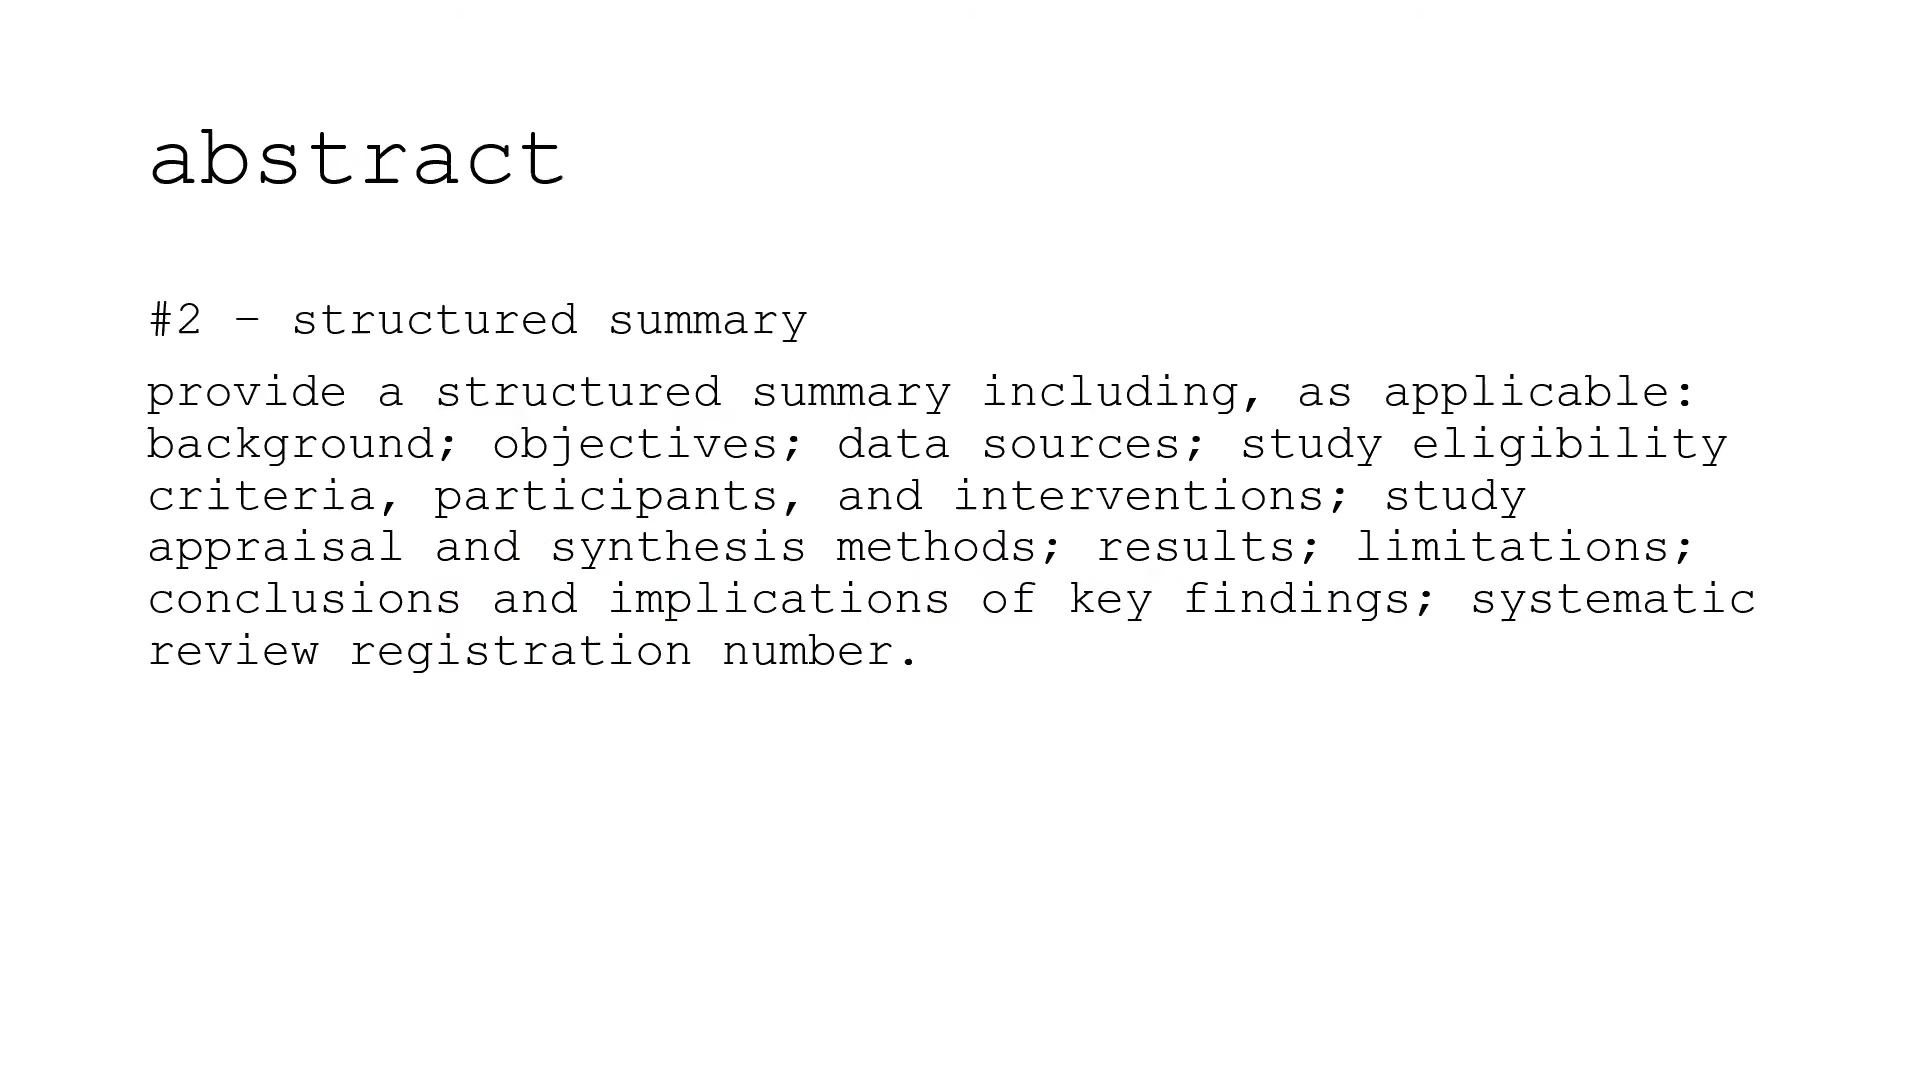 abstract
#2 – structured summary
provide a structured summary including, as applicable:
background; objectives; data sources; study eligibility
criteria, participants, and interventions; study
appraisal and synthesis methods; results; limitations;
conclusions and implications of key findings; systematic
review registration number.